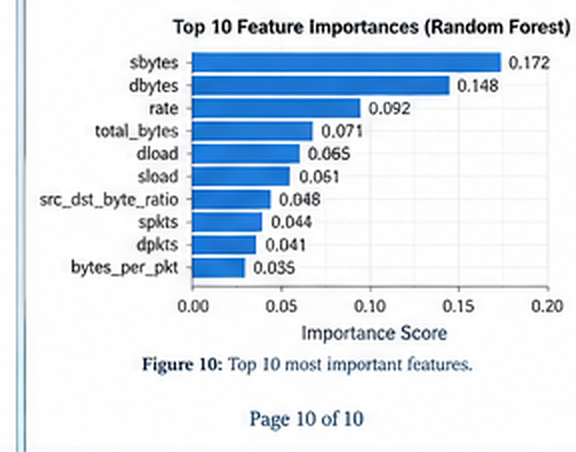 Top 10 Feature Importances (Random Forest)
sbytes 0.172
dbytes 0.148
rate 0.092
total_bytes 0.071
dload 0.065
sload 0.061
src_dst_byte_ratio 0.048
spkts 0.044
dpkts 0.041
bytes_per_pkt 0.035
0.00 0.05 0.10 0.15 0.20
Importance Score
Figure 10: Top 10 most important features.
Page 10 of 10